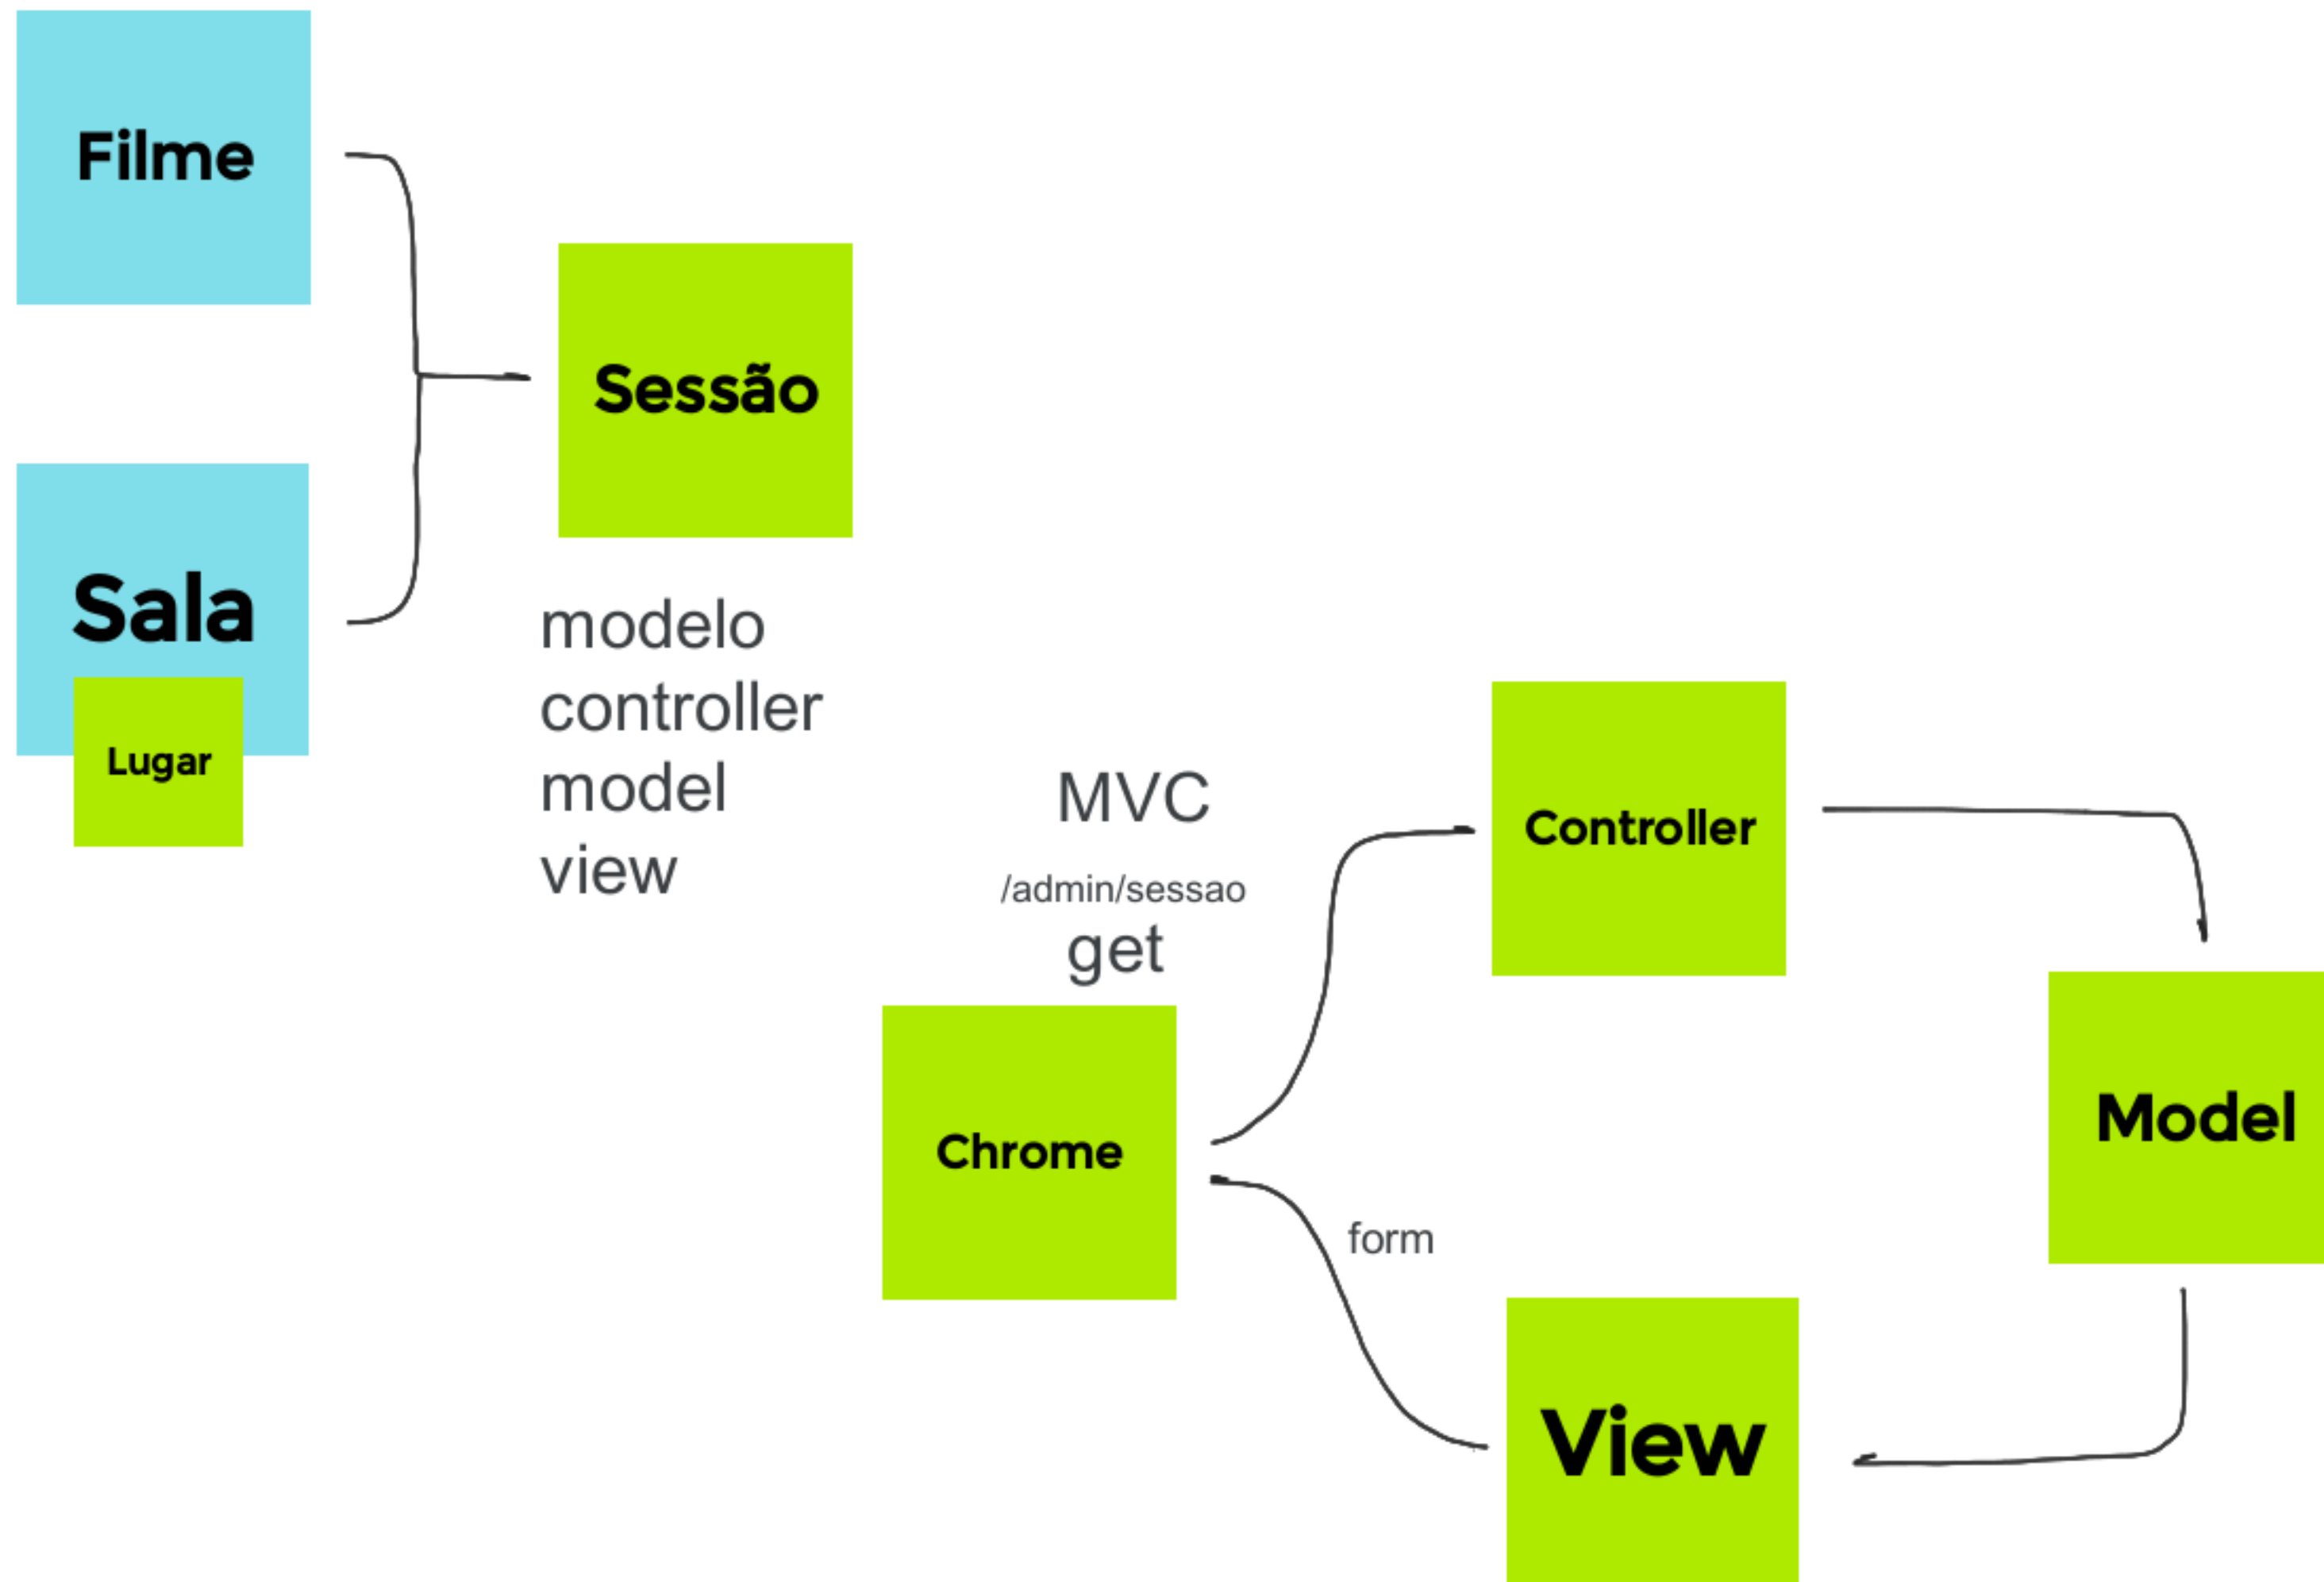 Filme
Sessão
Sala
Lugar
modelo
controller
model
view
MVC
/admin/sessao
get
Chrome
Controller
Model
form
View